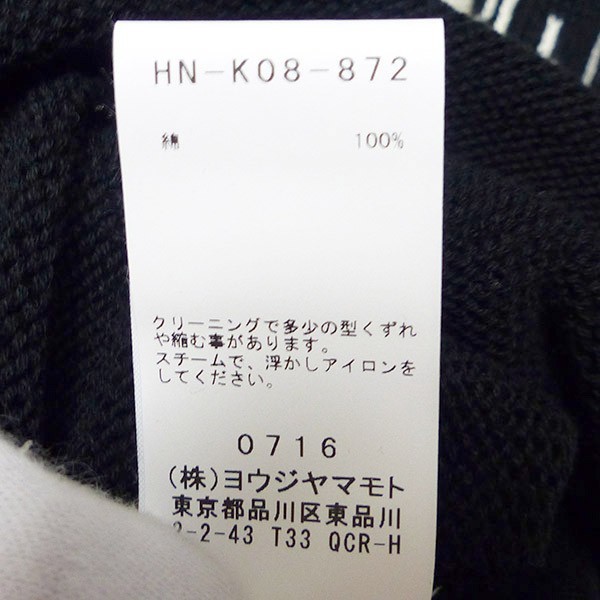 HN-K08-872
綿 100%
クリーニングで多少の型くずれ
や縮む事があります。
スチームで、浮かしアイロンを
してください。
0716
(株)ヨウジヤマモト
東京都品川区東品川
2-2-43 T33 QCR-H